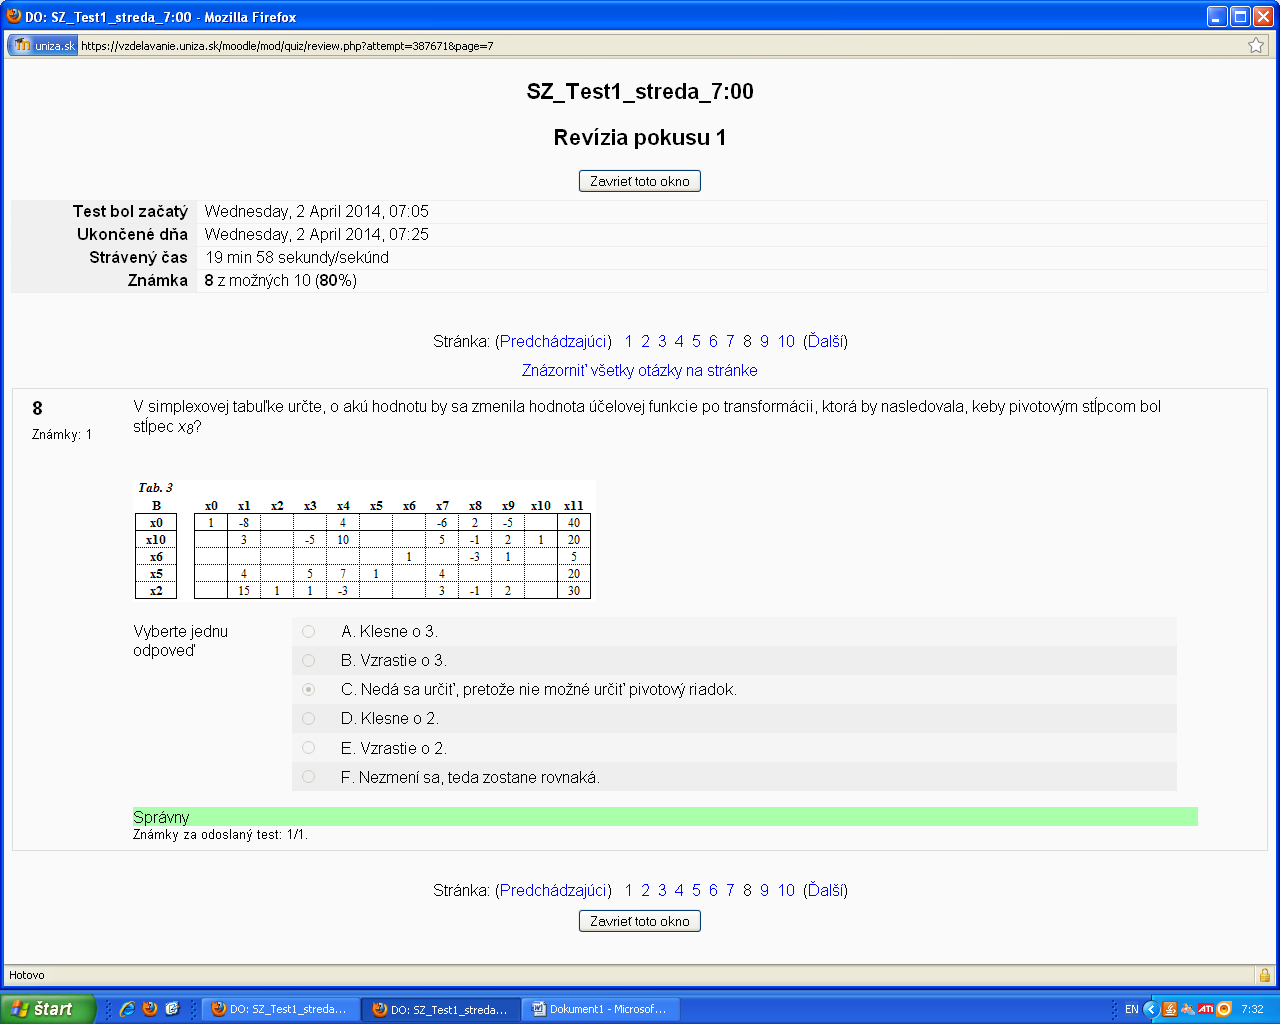 DO: SZ_Test1_streda_7:00 - Mozilla Firefox
uniza.sk https://vzdelavanie.uniza.sk/moodle/mod/quiz/review.php?attempt=387671&page=7
SZ_Test1_streda_7:00
Revízia pokusu 1
Zavrieť toto okno
Test bol začatý Wednesday, 2 April 2014, 07:05
Ukončené dňa Wednesday, 2 April 2014, 07:25
Strávený čas 19 min 58 sekundy/sekúnd
Známka 8 z možných 10 (80%)
Stránka: (Predchádzajúci) 1 2 3 4 5 6 7 8 9 10 (Ďalší)
Znázorniť všetky otázky na stránke
8
Známky: 1
V simplexovej tabuľke určte, o akú hodnotu by sa zmenila hodnota účelovej funkcie po transformácii, ktorá by nasledovala, keby pivotovým stĺpcom bol
stĺpec x8?
Tab. 3
B x0 x1 x2 x3 x4 x5 x6 x7 x8 x9 x10 x11
x0 1 -8 4 -6 2 -5 40
x10 3 -5 10 5 -1 2 1 20
x6 1 -3 1 5
x5 4 5 7 1 4 20
x2 15 1 1 -3 3 -1 2 30
Vyberte jednu
odpoveď
A. Klesne o 3.
B. Vzrastie o 3.
C. Nedá sa určiť, pretože nie možné určiť pivotový riadok.
D. Klesne o 2.
E. Vzrastie o 2.
F. Nezmení sa, teda zostane rovnaká.
Správny
Známky za odoslaný test: 1/1.
Stránka: (Predchádzajúci) 1 2 3 4 5 6 7 8 9 10 (Ďalší)
Zavrieť toto okno
Hotovo
štart DO: SZ_Test1_streda... DO: SZ_Test1_streda... Dokument1 - Microsof... EN ATI 7:32